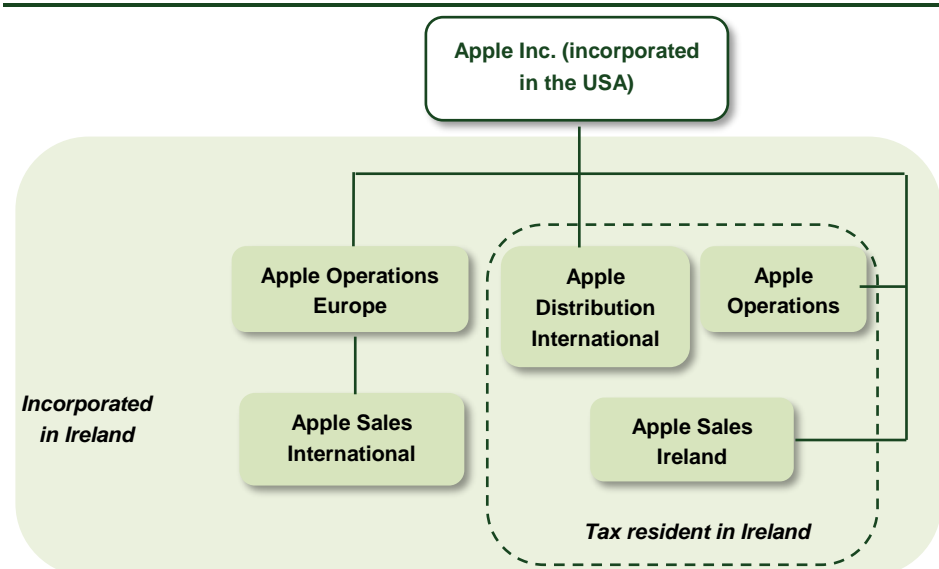 Apple Inc. (incorporated
in the USA)
Apple Operations
Europe
Apple
Distribution
International
Apple
Operations
Incorporated
in Ireland
Apple Sales
International
Apple Sales
Ireland
Tax resident in Ireland